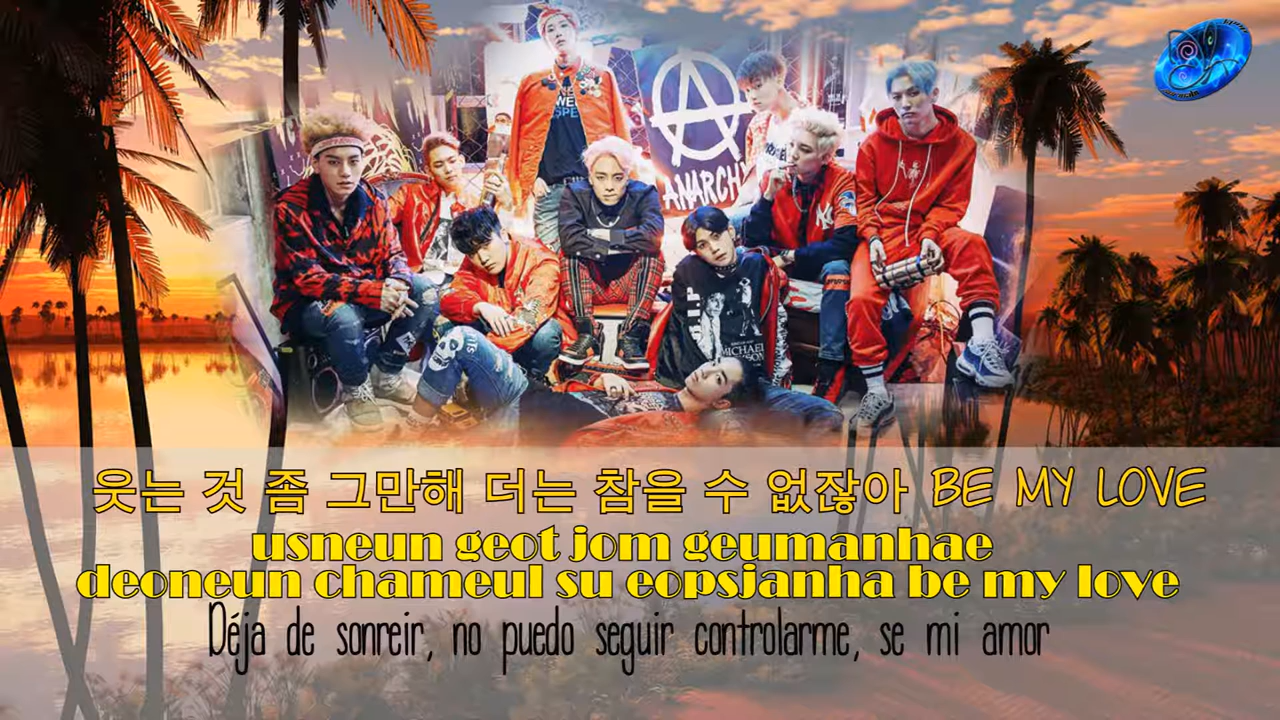 ANARCHY
웃는 것 좀 그만해 더는 참을 수 없잖아 BE MY LOVE
usneun geot jom geumanhae
deoneun chameul su eopsjanha be my love
Déja de sonreir, no puedo seguir controlarme, se mi amor